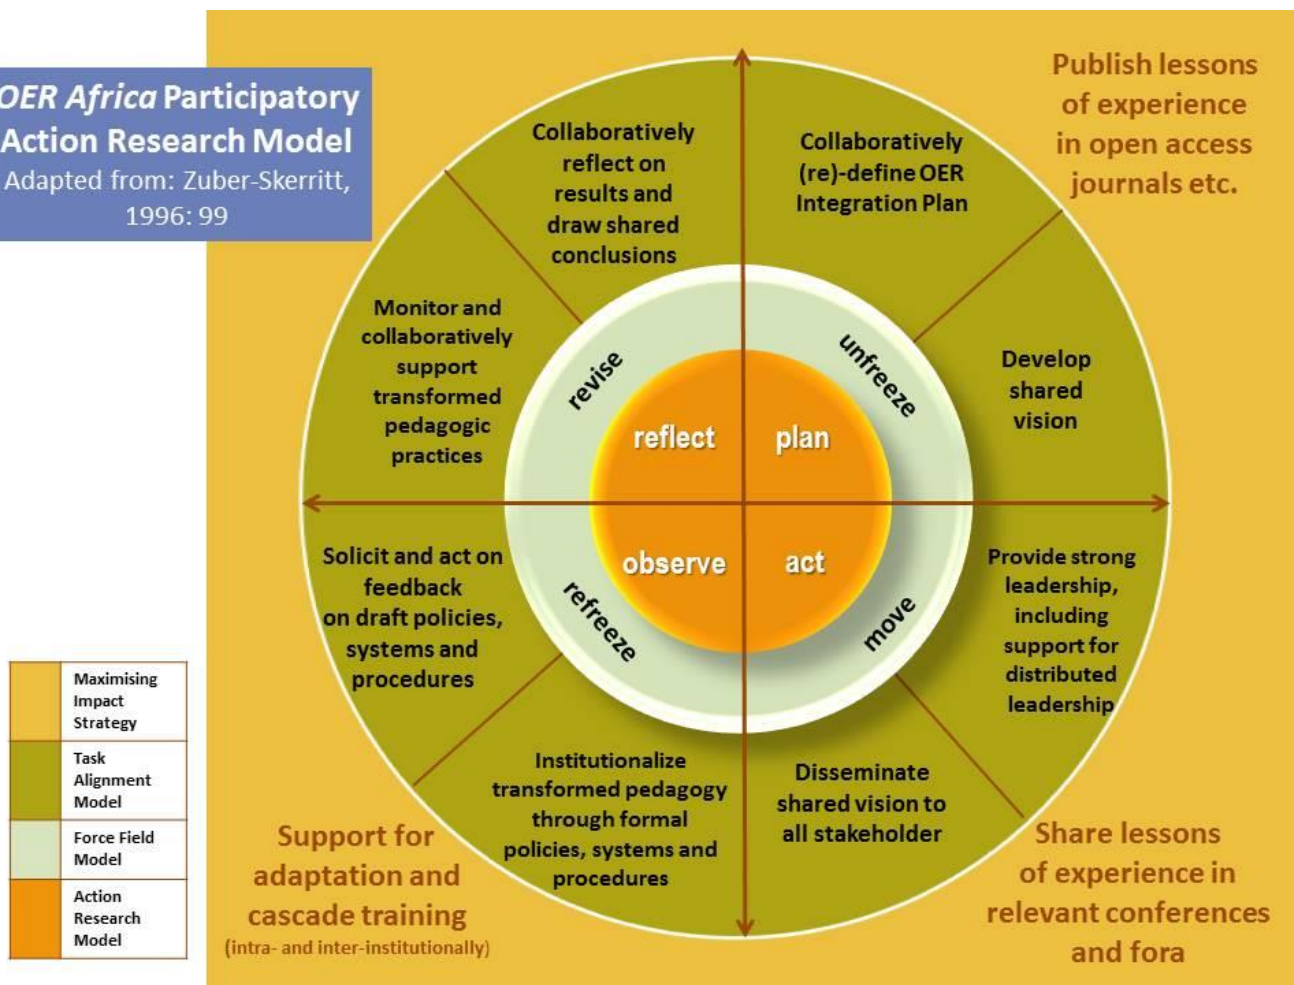 OER Africa Participatory
Action Research Model
Adapted from: Zuber-Skerritt,
1996: 99
Publish lessons
of experience
in open access
journals etc.
Collaboratively
reflect on
results and
draw shared
conclusions
Collaboratively
(re)-define OER
Integration Plan
Monitor and
collaboratively
support
transformed
pedagogic
practices
Develop
shared
vision
revise
unfreeze
reflect
plan
observe
act
refreeze
move
Solicit and act on
feedback
on draft policies,
systems and
procedures
Provide strong
leadership,
including
support for
distributed
leadership
Institutionalize
transformed pedagogy
through formal
policies, systems and
procedures
Disseminate
shared vision to
all stakeholder
Support for
adaptation and
cascade training
(intra- and inter-institutionally)
Share lessons
of experience in
relevant conferences
and fora
Maximising
Impact
Strategy
Task
Alignment
Model
Force Field
Model
Action
Research
Model